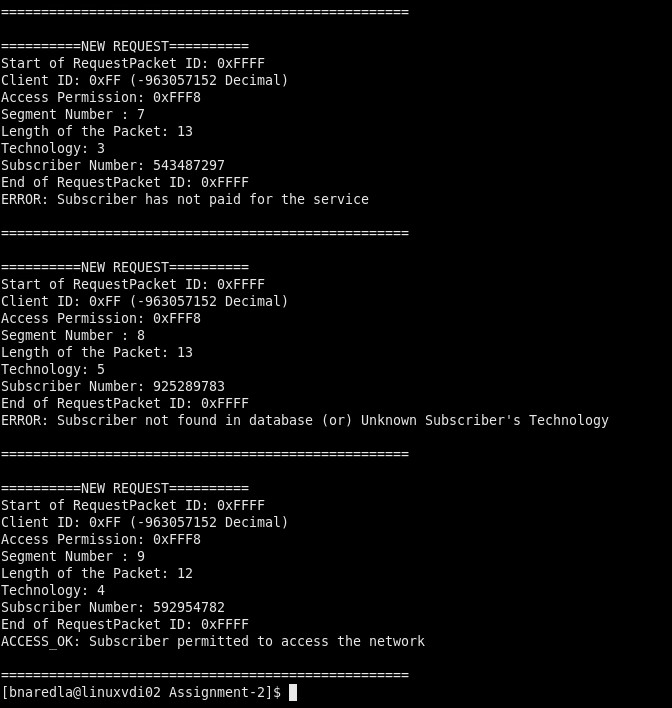 ===================================================
==========NEW REQUEST==========
Start of RequestPacket ID: 0xFFFF
Client ID: 0xFF (-963057152 Decimal)
Access Permission: 0xFFF8
Segment Number : 7
Length of the Packet: 13
Technology: 3
Subscriber Number: 543487297
End of RequestPacket ID: 0xFFFF
ERROR: Subscriber has not paid for the service
===================================================
==========NEW REQUEST==========
Start of RequestPacket ID: 0xFFFF
Client ID: 0xFF (-963057152 Decimal)
Access Permission: 0xFFF8
Segment Number : 8
Length of the Packet: 13
Technology: 5
Subscriber Number: 925289783
End of RequestPacket ID: 0xFFFF
ERROR: Subscriber not found in database (or) Unknown Subscriber's Technology
===================================================
==========NEW REQUEST==========
Start of RequestPacket ID: 0xFFFF
Client ID: 0xFF (-963057152 Decimal)
Access Permission: 0xFFF8
Segment Number : 9
Length of the Packet: 12
Technology: 4
Subscriber Number: 592954782
End of RequestPacket ID: 0xFFFF
ACCESS_OK: Subscriber permitted to access the network
===================================================
[bnaredla@linuxvdi02 Assignment-2]$